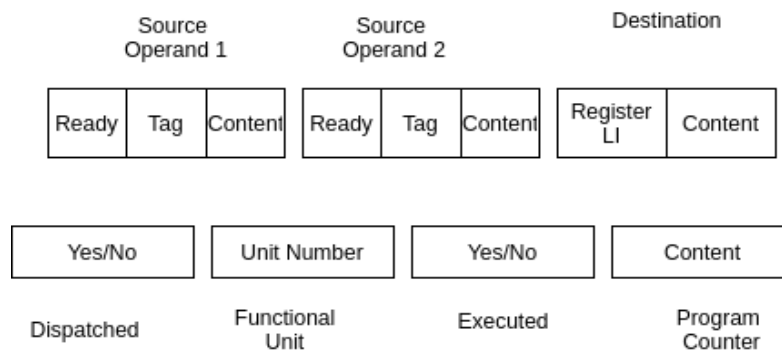 Source
Operand 1
Source
Operand 2
Destination
Ready Tag Content Ready Tag Content Register
LI Content
Yes/No Unit Number Yes/No Content
Dispatched
Functional
Unit
Executed
Program
Counter